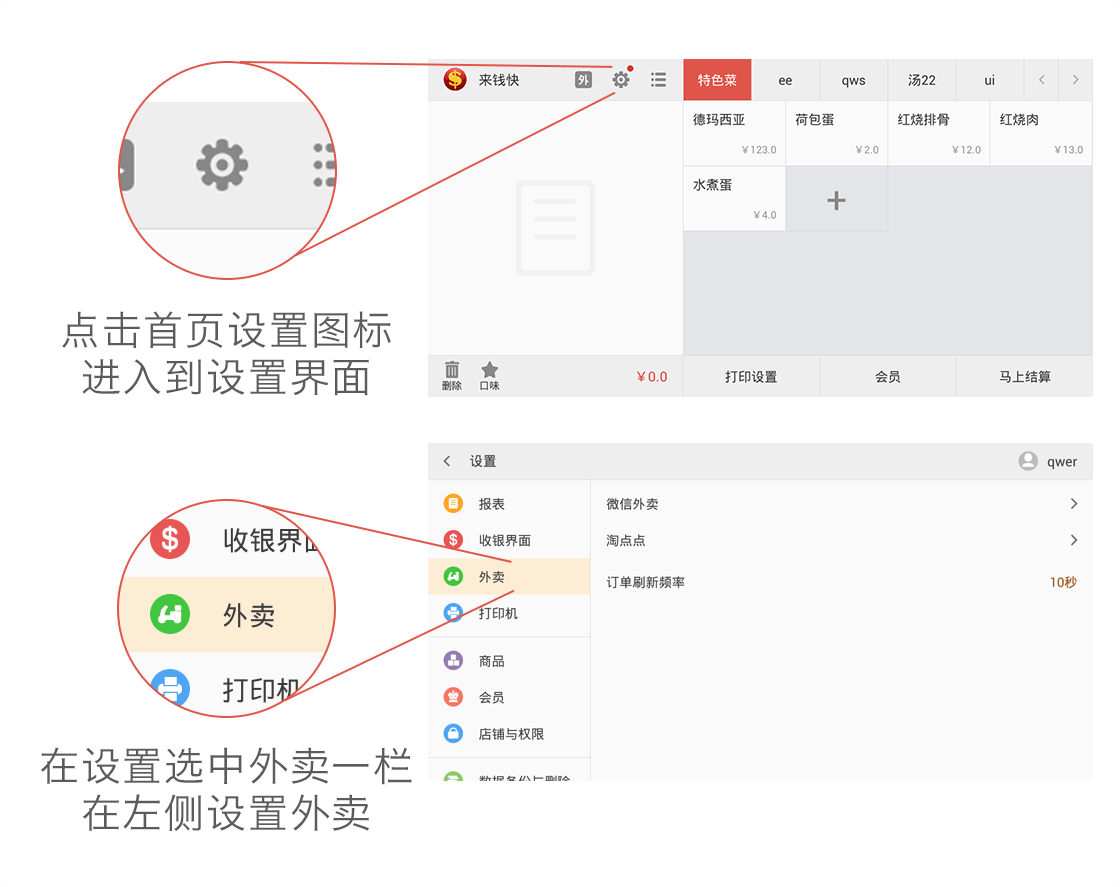 外
来钱快
特色菜
ee
qws
汤22
ui
德玛西亚
¥123.0
荷包蛋
¥2.0
红烧排骨
¥12.0
红烧肉
¥13.0
水煮蛋
¥4.0
+
点击首页设置图标
进入到设置界面
删除
口味
¥0.0
打印设置
会员
马上结算
设置
qwer
报表
收银界面
外卖
打印机
商品
会员
店铺与权限
数据备份与删除
微信外卖
淘点点
订单刷新频率
10秒
收银界面
外卖
打印机
在设置选中外卖一栏
在左侧设置外卖